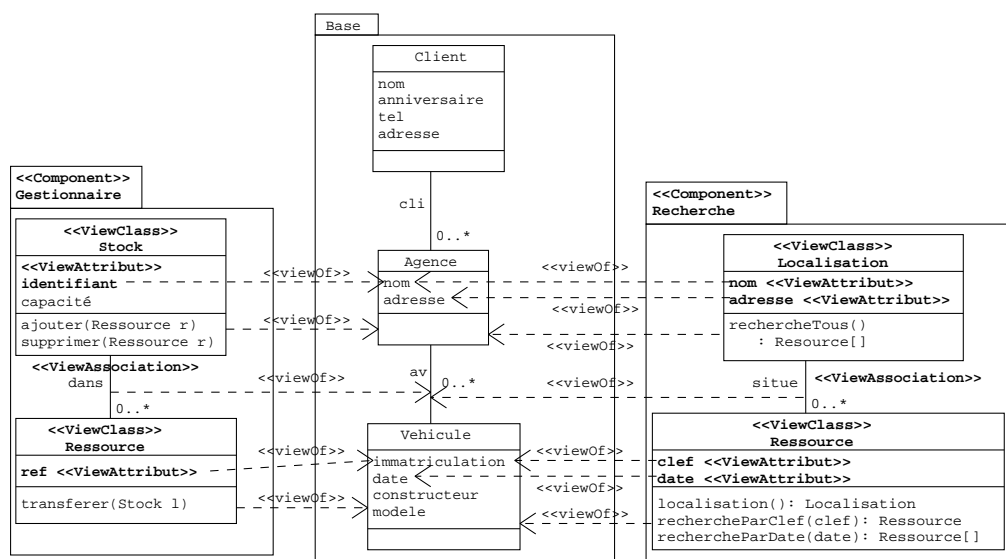 Base
Client
nom
anniversaire
tel
adresse
cli
0..*
Agence
nom
adresse
av
0..*
Vehicule
immatriculation
date
constructeur
modele
<<Component>>
Gestionnaire
<<ViewClass>>
Stock
<<ViewAttribut>>
identifiant
capacité
ajouter(Ressource r)
supprimer(Ressource r)
<<ViewAssociation>>
dans
0..*
<<ViewClass>>
Ressource
ref <<ViewAttribut>>
transferer(Stock l)
<<viewOf>>
<<viewOf>>
<<viewOf>>
<<viewOf>>
<<viewOf>>
<<viewOf>>
<<viewOf>>
<<viewOf>>
<<viewOf>>
<<viewOf>>
<<viewOf>>
<<viewOf>>
<<Component>>
Recherche
<<ViewClass>>
Localisation
nom <<ViewAttribut>>
adresse <<ViewAttribut>>
rechercheTous()
: Resource[]
situe
<<ViewAssociation>>
0..*
<<ViewClass>>
Ressource
clef <<ViewAttribut>>
date <<ViewAttribut>>
localisation(): Localisation
rechercheParClef(clef): Ressource
rechercheParDate(date): Ressource[]